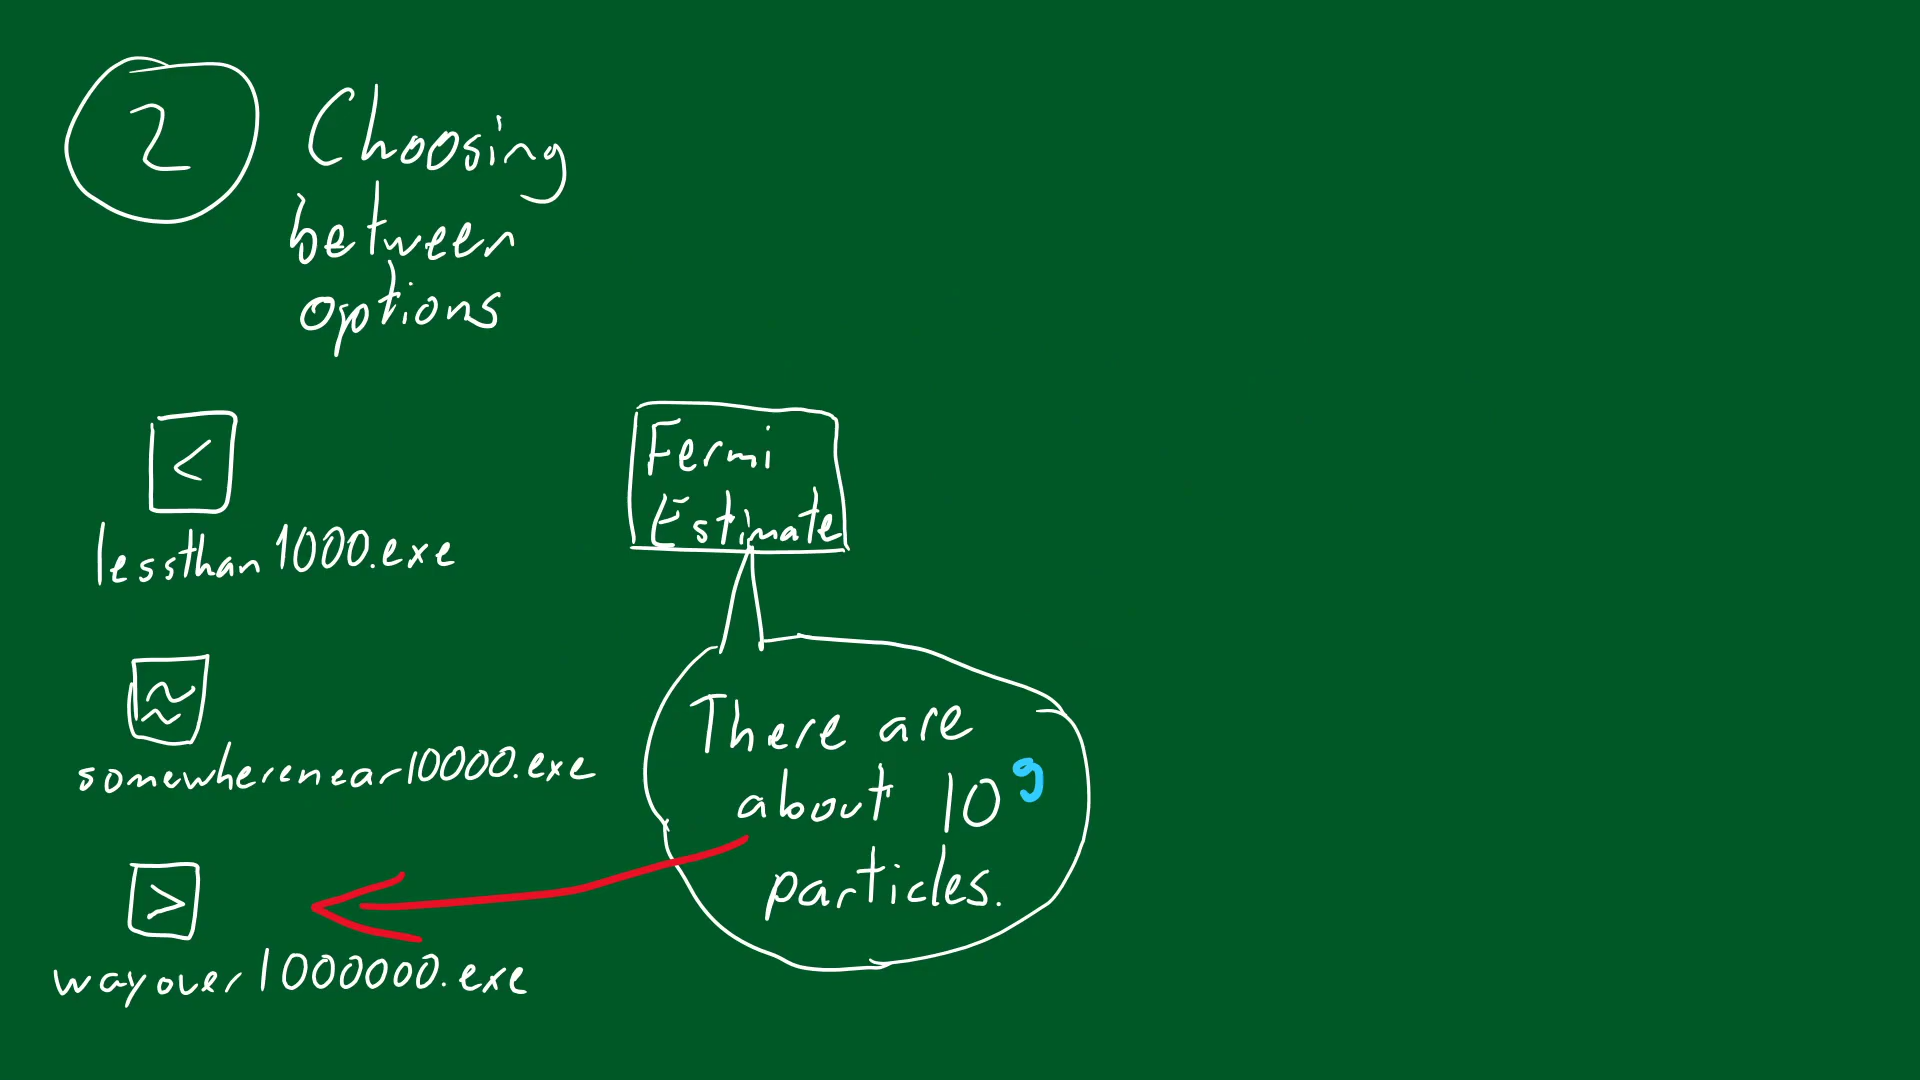 2
Choosing
between
options
<
lessthan1000.exe
≈
somewherenear10000.exe
>
wayover1000000.exe
Fermi
Estimate
There are
about 10⁹
particles.